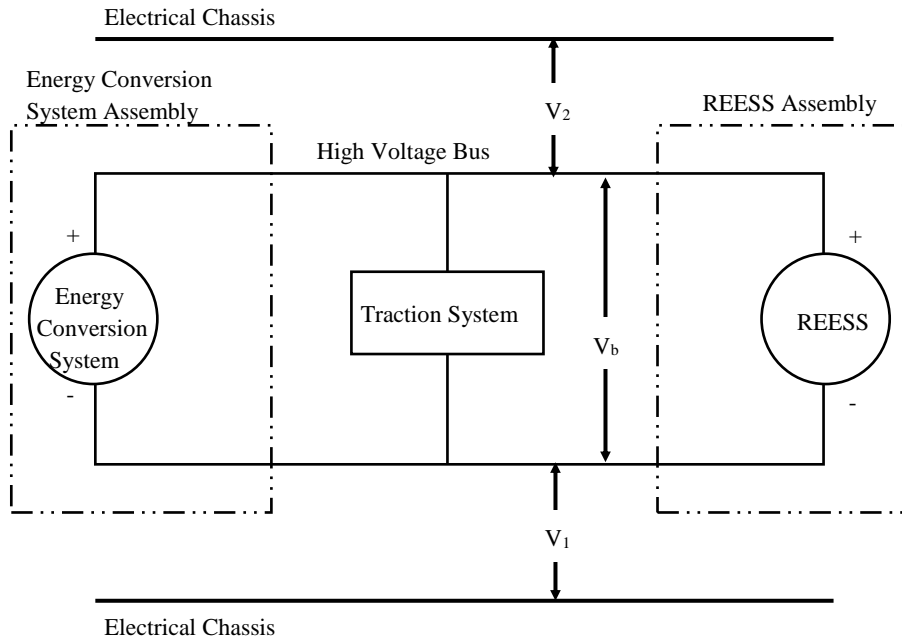 Electrical Chassis
Energy Conversion
System Assembly
V2
REESS Assembly
High Voltage Bus
+
+
Energy
Conversion
System
Traction System
REESS
Vb
-
-
V1
Electrical Chassis